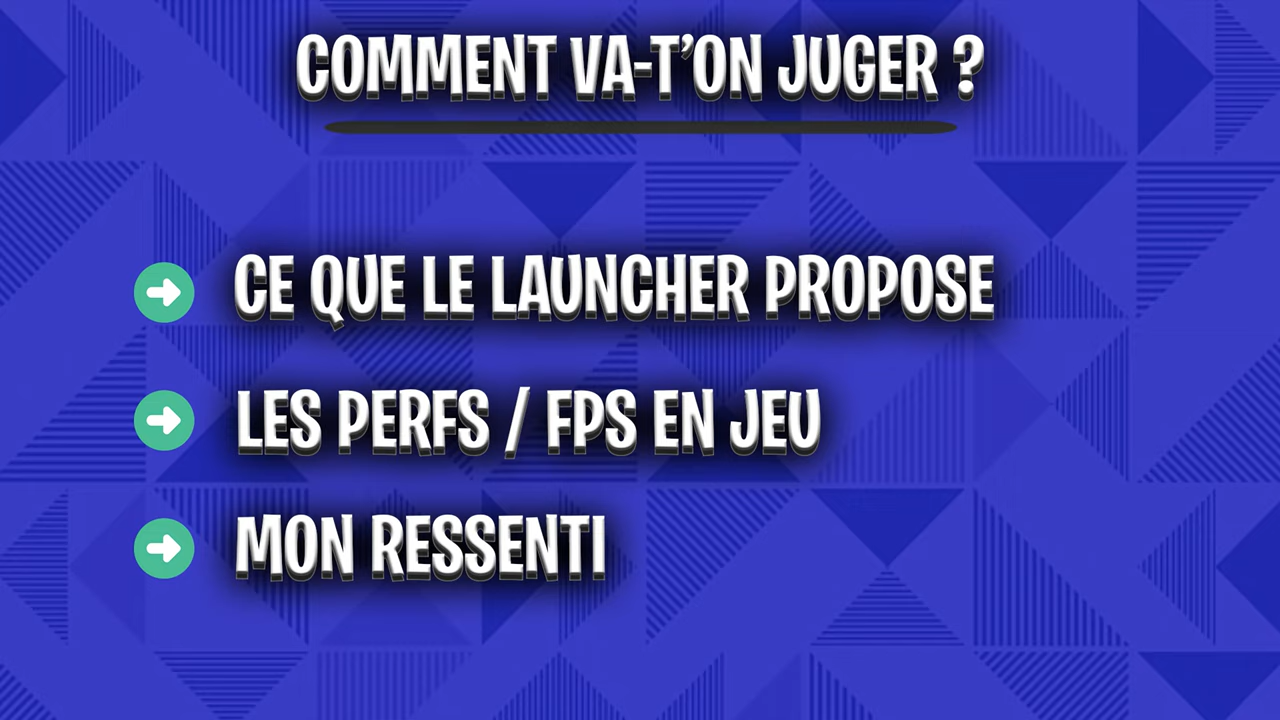 COMMENT VA-T'ON JUGER ?
CE QUE LE LAUNCHER PROPOSE
LES PERFS / FPS EN JEU
MON RESSENTI